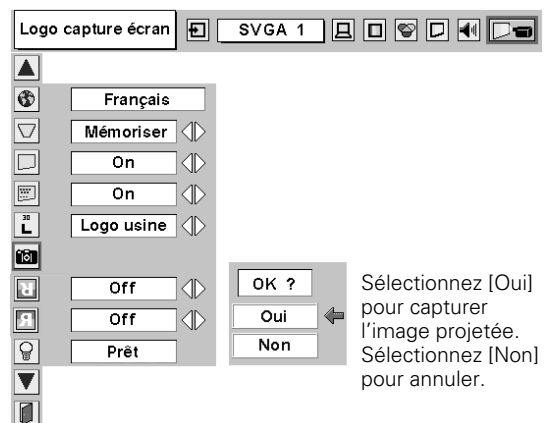 Logo capture écran
SVGA 1
Français
Mémoriser
On
On
30
L
Logo usine
Off
Off
Prêt
OK ?
Oui
Non
Sélectionnez [Oui]
pour capturer
l’image projetée.
Sélectionnez [Non]
pour annuler.